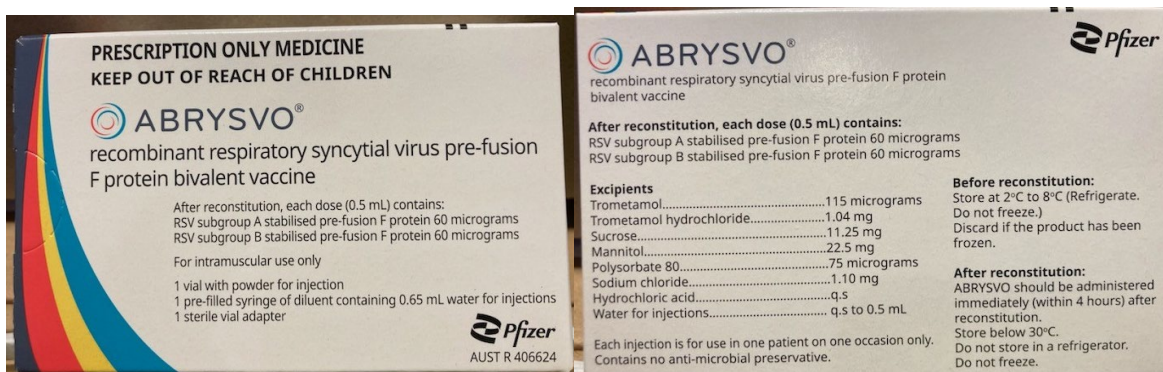 PRESCRIPTION ONLY MEDICINE
KEEP OUT OF REACH OF CHILDREN
ABRYSVO®
recombinant respiratory syncytial virus pre-fusion
F protein bivalent vaccine
After reconstitution, each dose (0.5 mL) contains:
RSV subgroup A stabilised pre-fusion F protein 60 micrograms
RSV subgroup B stabilised pre-fusion F protein 60 micrograms
For intramuscular use only
1 vial with powder for injection
1 pre-filled syringe of diluent containing 0.65 mL water for injections
1 sterile vial adapter
Pfizer
AUST R 406624
Pfizer
ABRYSVO®
recombinant respiratory syncytial virus pre-fusion F protein
bivalent vaccine
After reconstitution, each dose (0.5 mL) contains:
RSV subgroup A stabilised pre-fusion F protein 60 micrograms
RSV subgroup B stabilised pre-fusion F protein 60 micrograms
Excipients
Trometamol..........................................115 micrograms
Trometamol hydrochloride...................1.04 mg
Sucrose................................................11.25 mg
Mannitol...............................................22.5 mg
Polysorbate 80.....................................75 micrograms
Sodium chloride...................................1.10 mg
Hydrochloric acid.................................q.s
Water for injections.............................. q.s to 0.5 mL
Each injection is for use in one patient on one occasion only.
Contains no anti-microbial preservative.
Before reconstitution:
Store at 2ºC to 8ºC (Refrigerate.
Do not freeze.)
Discard if the product has been
frozen.
After reconstitution:
ABRYSVO should be administered
immediately (within 4 hours) after
reconstitution.
Store below 30ºC.
Do not store in a refrigerator.
Do not freeze.